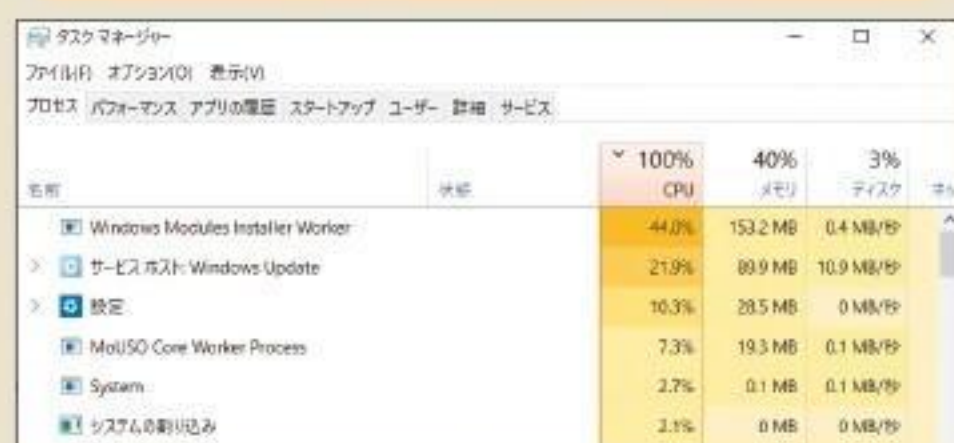 タスク マネージャー
ファイル(F) オプション(O) 表示(V)
プロセス パフォーマンス アプリの履歴 スタートアップ ユーザー 詳細 サービス
100% 40% 3%
名前 状態 CPU メモリ ディスク
Windows Modules Installer Worker 44.0% 153.2 MB 0.4 MB/秒
サービス ホスト: Windows Update 21.9% 89.9 MB 10.9 MB/秒
設定 10.3% 28.5 MB 0 MB/秒
MoUSO Core Worker Process 7.3% 19.3 MB 0.1 MB/秒
System 2.7% 0.1 MB 0.1 MB/秒
システムの割り込み 2.1% 0 MB 0 MB/秒